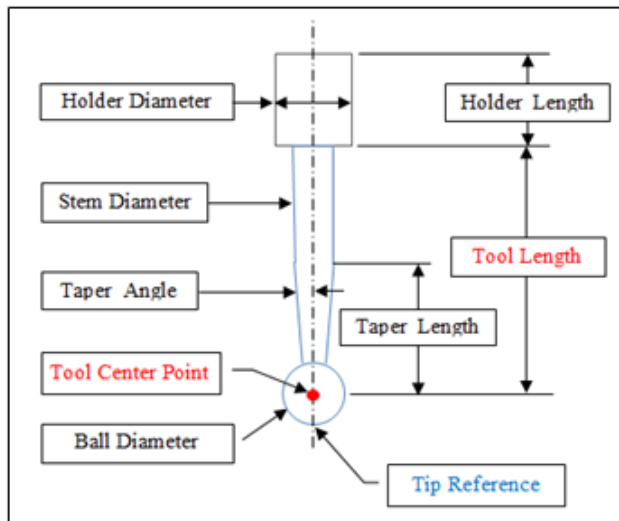 Holder Diameter
Holder Length
Stem Diameter
Tool Length
Taper Angle
Taper Length
Tool Center Point
Ball Diameter
Tip Reference